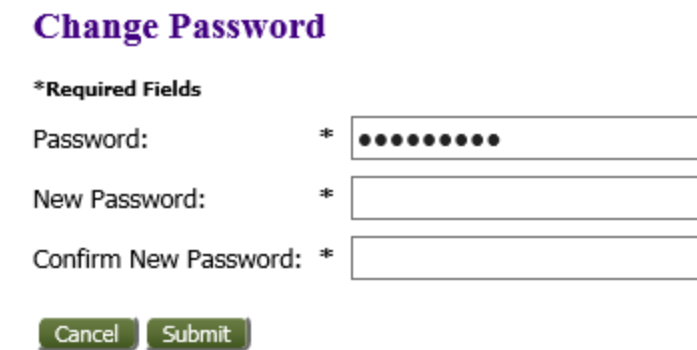 Change Password
*Required Fields
Password: * ●●●●●●●●●
New Password: *
Confirm New Password: *
Cancel Submit